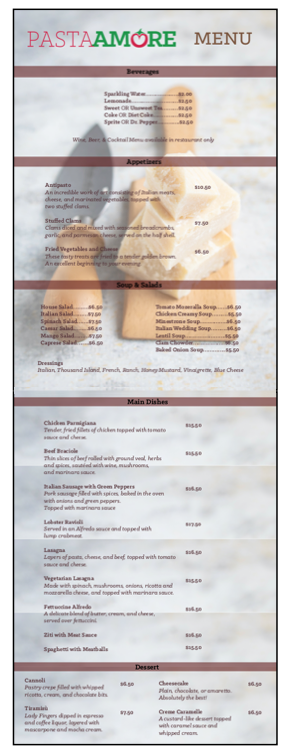 PASTAAMORE MENU
Beverages
Sparkling Water
Lemonade $2.50
Sweet OR Unsweet Tea $2.50
Coke OR Diet Coke $2.50
Sprite OR Dr. Pepper $2.50
Wine, Beer & Cocktail Menu available in restaurant only
Appetizers
Antipasto $10.50
An incredible work of art consisting of Italian meats,
cheese, and marinated vegetables, topped with
two stuffed clams.
Stuffed Clams $7.50
Clams diced and mixed with seasoned breadcrumbs,
garlic, and parmesan cheese, served on the half shell.
Fried Vegetables and Cheese $6.50
These tasty treats are fried to a tender golden brown.
An excellent beginning to your evening.
Soup & Salads
House Salad $6.50 Tomato Mozerella Soup $6.50
Italian Salad $7.50 Chicken Creamy Soup $5.50
Spinach Salad $7.50 Minestrone Soup $6.50
Caesar Salad $6.50 Italian Wedding Soup $6.50
Mango Salad $7.50 Lentil Soup $5.50
Caprese Salad $6.50 Clam Chowder $6.50
Baked Onion Soup $5.50
Dressings
Italian, Thousand Island, French, Ranch, Honey-Mustard, Vinaigrette, Blue Cheese
Main Dishes
Chicken Parmigiana $15.50
Tender, fried fillets of chicken topped with tomato
sauce and cheese.
Beef Braciole $15.50
Thin slices of beef rolled with ground veal, herbs
and spices, sautéed with wine, mushrooms,
and marinara sauce.
Italian Sausage with Green Peppers $16.50
Pork sausage filled with spices, baked in the oven
with onions and green peppers.
Topped with marinara sauce
Lobster Ravioli $17.50
Served in an Alfredo sauce and topped with
lump crabmeat.
Lasagna $16.50
Layers of pasta, cheese, and beef, topped with tomato
sauce and cheese.
Vegetarian Lasagna $15.50
Made with spinach, mushrooms, onions, ricotta and
mozzarella cheese, and topped with marinara sauce.
Fettuccine Alfredo $16.50
A delicate blend of butter, cream, and cheese,
served over fettuccini.
Ziti with Meat Sauce $16.50
Spaghetti with Meatballs $15.50
Dessert
Cannoli $6.50 Cheesecake $6.50
Pastry crepe filled with whipped Plain, chocolate, or amaretto.
ricotta, cream, and chocolate bits. Absolutely the best!
Tiramisu $7.50 Creme Caramelle $6.50
Lady Fingers dipped in espresso A custard-like dessert topped
and coffee liquor, layered with with caramel sauce and
mascarpone and mocha cream. whipped cream.